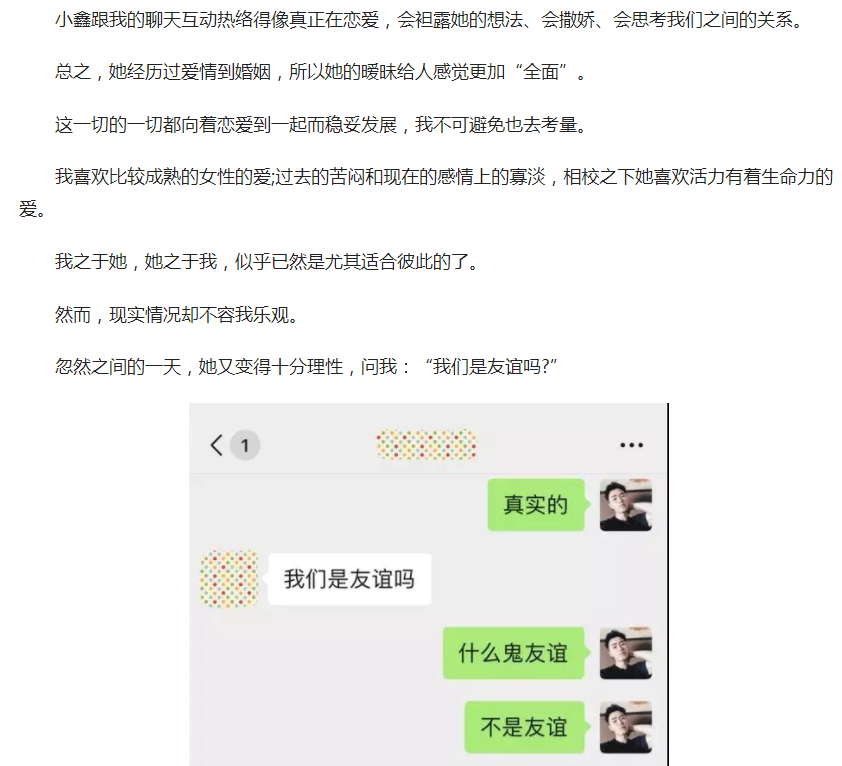 小鑫跟我的聊天互动热络得像真正在恋爱，会袒露她的想法、会撒娇、会思考我们之间的关系。
总之，她经历过爱情到婚姻，所以她的暧昧给人感觉更加“全面”。
这一切的一切都向着恋爱到一起而稳妥发展，我不可避免也去考量。
我喜欢比较成熟的女性的爱;过去的苦闷和现在的感情上的寡淡，相校之下她喜欢活力有着生命力的
爱。
我之于她，她之于我，似乎已然是尤其适合彼此的了。
然而，现实情况却不容我乐观。
忽然之间的一天，她又变得十分理性，问我：“我们是友谊吗?”
1
真实的
我们是友谊吗
什么鬼友谊
不是友谊